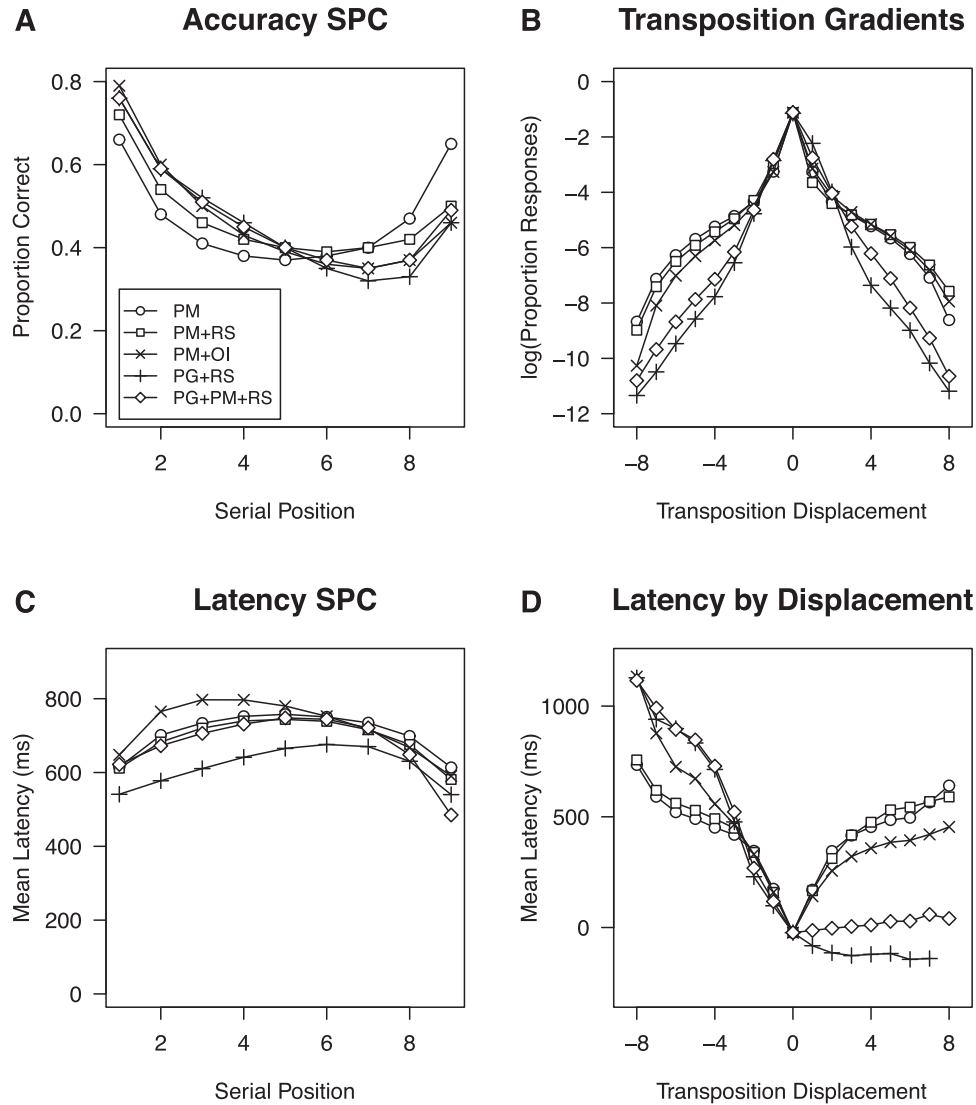 A Accuracy SPC
Proportion Correct
0.8
0.6
0.4
0.2
0.0
PM
PM+RS
PM+OI
PG+RS
PG+PM+RS
2 4 6 8
Serial Position
B Transposition Gradients
log(Proportion Responses)
0
−2
−4
−6
−8
−10
−12
−8 −4 0 4 8
Transposition Displacement
C Latency SPC
Mean Latency (ms)
800
600
400
200
0
2 4 6 8
Serial Position
D Latency by Displacement
Mean Latency (ms)
1000
500
0
−8 −4 0 4 8
Transposition Displacement